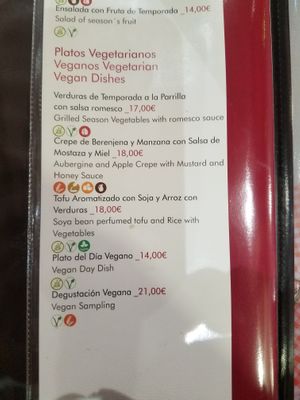 Ensalada con Fruta de Temporada _14,00€
Salad of season´s fruit
Platos Vegetarianos
Veganos Vegetarian
Vegan Dishes
Verduras de Temporada a la Parrilla
con salsa romesco _17,00€
Grilled Season Vegetables with romesco sauce
Crepe de Berenjena y Manzana con Salsa de
Mostaza y Miel _18,00€
Aubergine and Apple Crepe with Mustard and
Honey Sauce
Tofu Aromatizado con Soja y Arroz con
Verduras _18,00€
Soya bean perfumed tofu and Rice with
Vegetables
Plato del Día Vegano _14,00€
Vegan Day Dish
Degustación Vegana _21,00€
Vegan Sampling